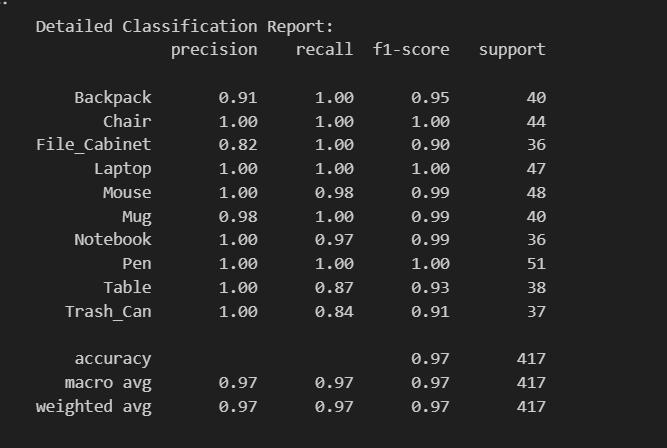 Detailed Classification Report:
precision recall f1-score support
Backpack 0.91 1.00 0.95 40
Chair 1.00 1.00 1.00 44
File_Cabinet 0.82 1.00 0.90 36
Laptop 1.00 1.00 1.00 47
Mouse 1.00 0.98 0.99 48
Mug 0.98 1.00 0.99 40
Notebook 1.00 0.97 0.99 36
Pen 1.00 1.00 1.00 51
Table 1.00 0.87 0.93 38
Trash_Can 1.00 0.84 0.91 37
accuracy 0.97 417
macro avg 0.97 0.97 0.97 417
weighted avg 0.97 0.97 0.97 417